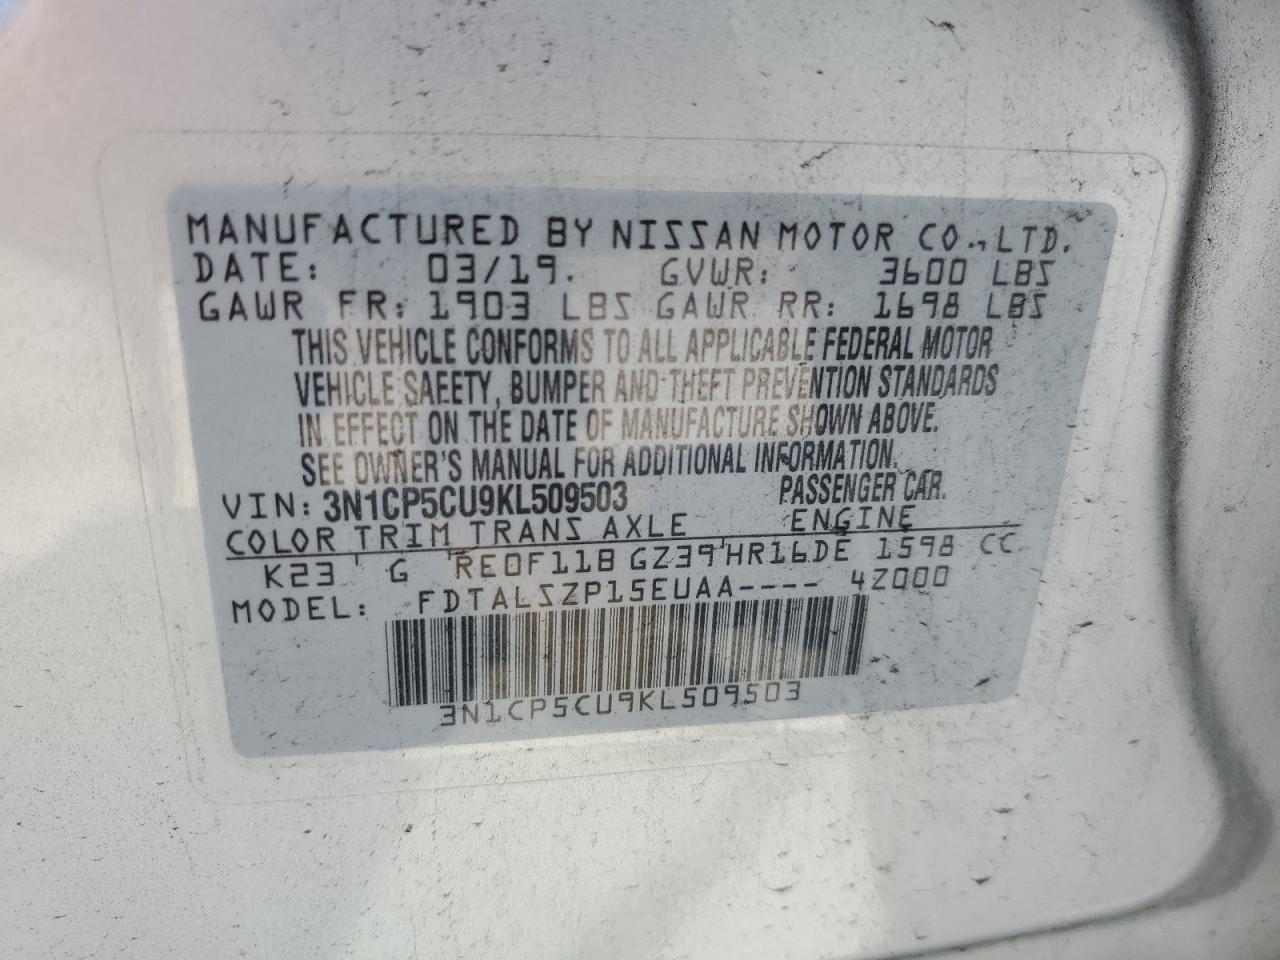 MANUFACTURED BY NISSAN MOTOR CO., LTD.
DATE: 03/19. GVWR: 3600 LBS
GAWR FR: 1903 LBS GAWR RR: 1698 LBS
THIS VEHICLE CONFORMS TO ALL APPLICABLE FEDERAL MOTOR
VEHICLE SAFETY, BUMPER AND THEFT PREVENTION STANDARDS
IN EFFECT ON THE DATE OF MANUFACTURE SHOWN ABOVE.
SEE OWNER'S MANUAL FOR ADDITIONAL INFORMATION.
VIN: 3N1CP5CU9KL509503 PASSENGER CAR.
COLOR TRIM TRANS AXLE ENGINE
K23 G RE0F11B GZ39 HR16DE 1598 CC
MODEL: FDTALSZP15EUAA---- 4Z000
3N1CP5CU9KL509503